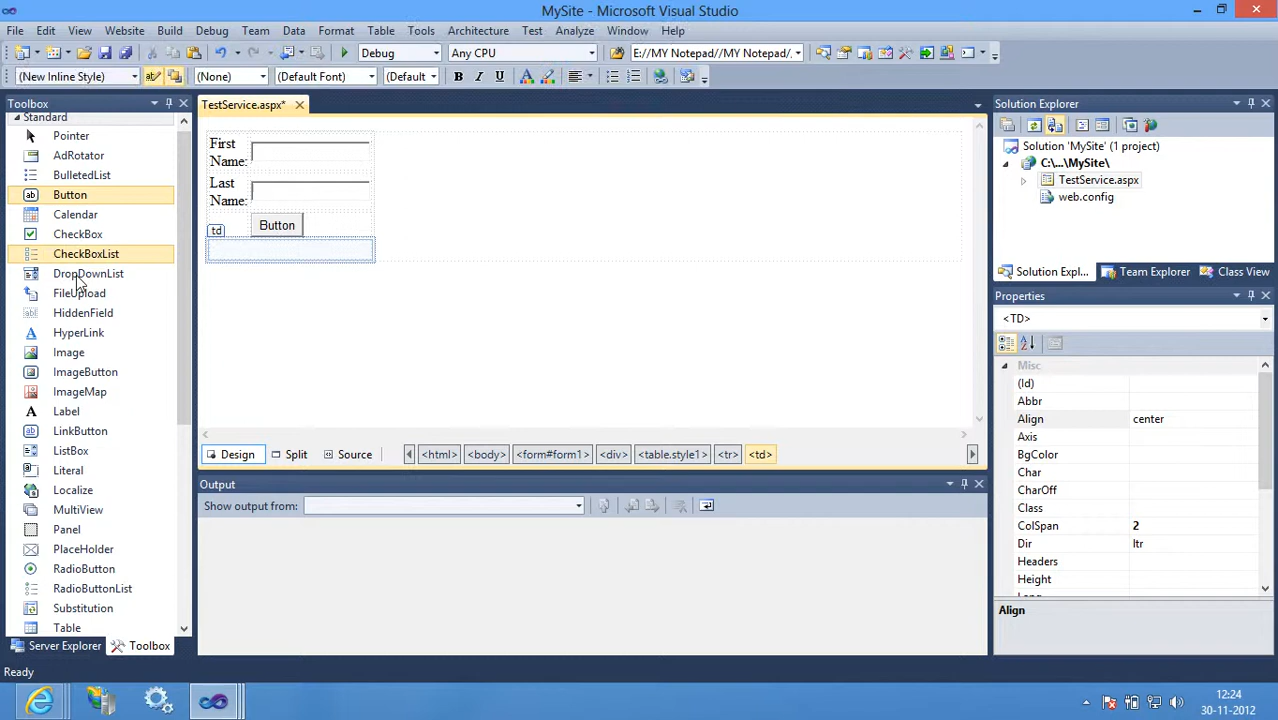 MySite - Microsoft Visual Studio
File Edit View Website Build Debug Team Data Format Table Tools Architecture Test Analyze Window Help
Debug Any CPU E://MY Notepad//MY Notepad/
(New Inline Style) (None) (Default Font) (Default B I U A
Toolbox
TestService.aspx*
Solution Explorer
Standard
Pointer
AdRotator
BulletedList
Button
Calendar
CheckBox
CheckBoxList
DropDownList
FileUpload
HiddenField
HyperLink
Image
ImageButton
ImageMap
Label
LinkButton
ListBox
Literal
Localize
MultiView
Panel
PlaceHolder
RadioButton
RadioButtonList
Substitution
Table
Server Explorer Toolbox
First
Name:
Last
Name:
td Button
Design Split Source <html> <body> <form#form1> <div> <table.style1> <tr> <td>
Output
Show output from:
Solution 'MySite' (1 project)
C:\...\MySite\
TestService.aspx
web.config
Solution Expl... Team Explorer Class View
Properties
<TD>
Misc
(Id)
Abbr
Align center
Axis
BgColor
Char
CharOff
Class
ColSpan 2
Dir ltr
Headers
Height
Align
Ready
12:24
30-11-2012